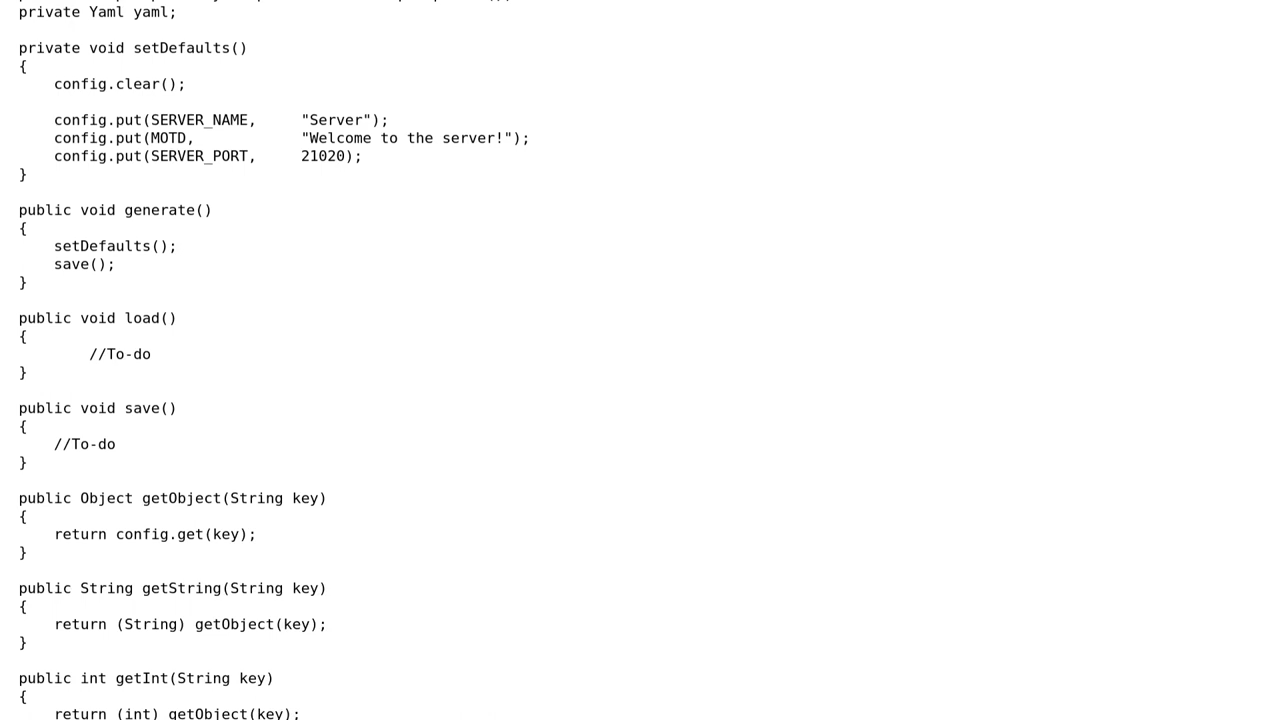 private Yaml yaml;
private void setDefaults()
{
config.clear();
config.put(SERVER_NAME, "Server");
config.put(MOTD, "Welcome to the server!");
config.put(SERVER_PORT, 21020);
}
public void generate()
{
setDefaults();
save();
}
public void load()
{
//To-do
}
public void save()
{
//To-do
}
public Object getObject(String key)
{
return config.get(key);
}
public String getString(String key)
{
return (String) getObject(key);
}
public int getInt(String key)
{
return (int) getObject(key);